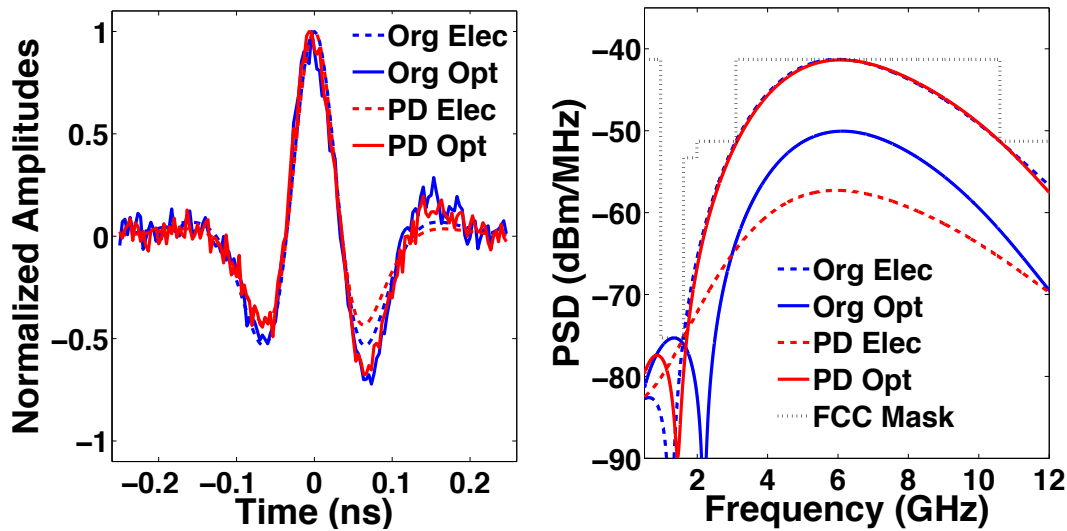 Normalized Amplitudes
1
0.5
0
−0.5
−1
−0.2
−0.1
0
0.1
0.2
Time (ns)
Org Elec
Org Opt
PD Elec
PD Opt
PSD (dBm/MHz)
−40
−50
−60
−70
−80
−90
2
4
6
8
10
12
Frequency (GHz)
Org Elec
Org Opt
PD Elec
PD Opt
FCC Mask